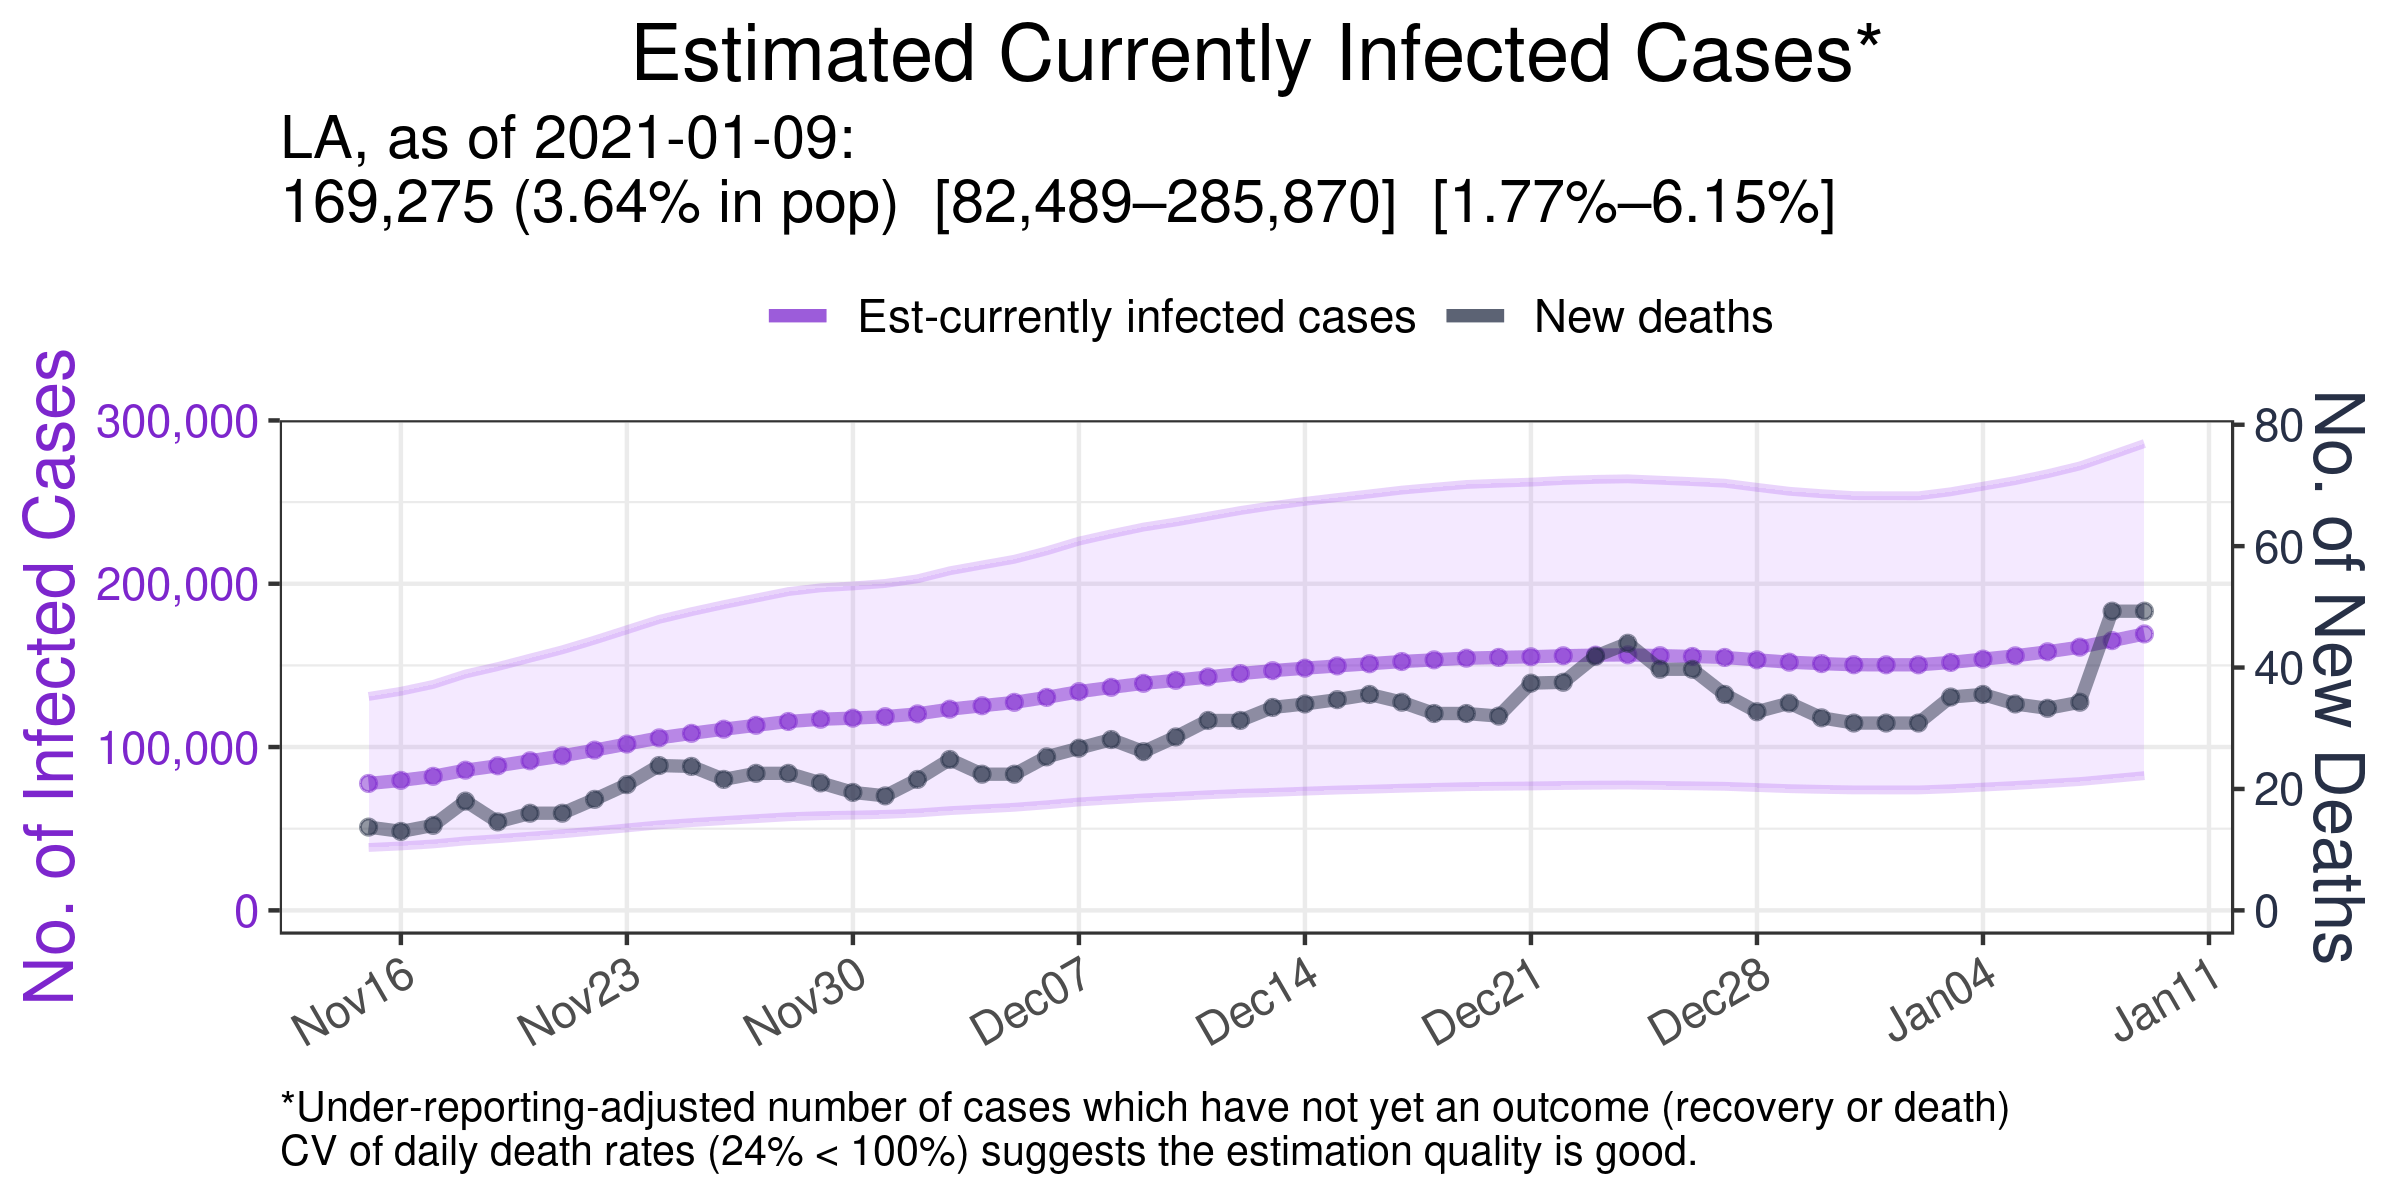 Estimated Currently Infected Cases*
LA, as of 2021-01-09:
169,275 (3.64% in pop)  [82,489–285,870]  [1.77%–6.15%]
Est-currently infected cases
New deaths
No. of Infected Cases
300,000
200,000
100,000
0
80
60
40
20
0
No. of New Deaths
Nov16
Nov23
Nov30
Dec07
Dec14
Dec21
Dec28
Jan04
Jan11
*Under-reporting-adjusted number of cases which have not yet an outcome (recovery or death)
CV of daily death rates (24% < 100%) suggests the estimation quality is good.